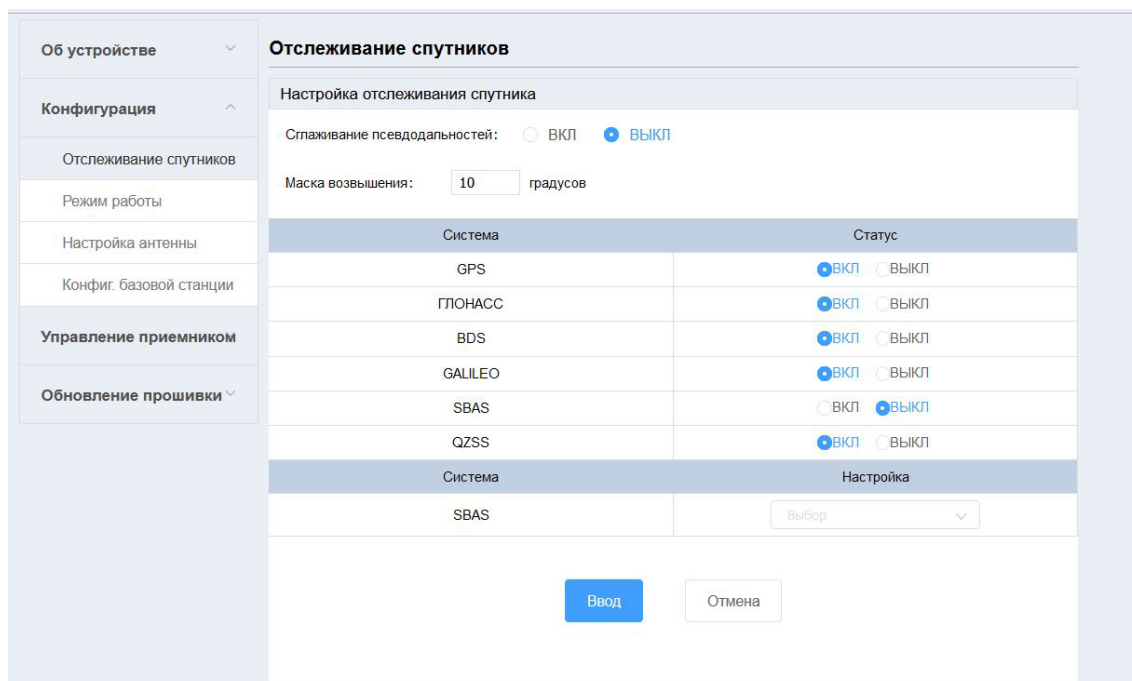 Об устройстве
Конфигурация
Отслеживание спутников
Режим работы
Настройка антенны
Конфиг. базовой станции
Управление приемником
Обновление прошивки
Отслеживание спутников
Настройка отслеживания спутника
Сглаживание псевдодальностей: ВКЛ ВЫКЛ
Маска возвышения: 10 градусов
Система Статус
GPS ВКЛ ВЫКЛ
ГЛОНАСС ВКЛ ВЫКЛ
BDS ВКЛ ВЫКЛ
GALILEO ВКЛ ВЫКЛ
SBAS ВКЛ ВЫКЛ
QZSS ВКЛ ВЫКЛ
Система Настройка
SBAS Выбор
Ввод Отмена